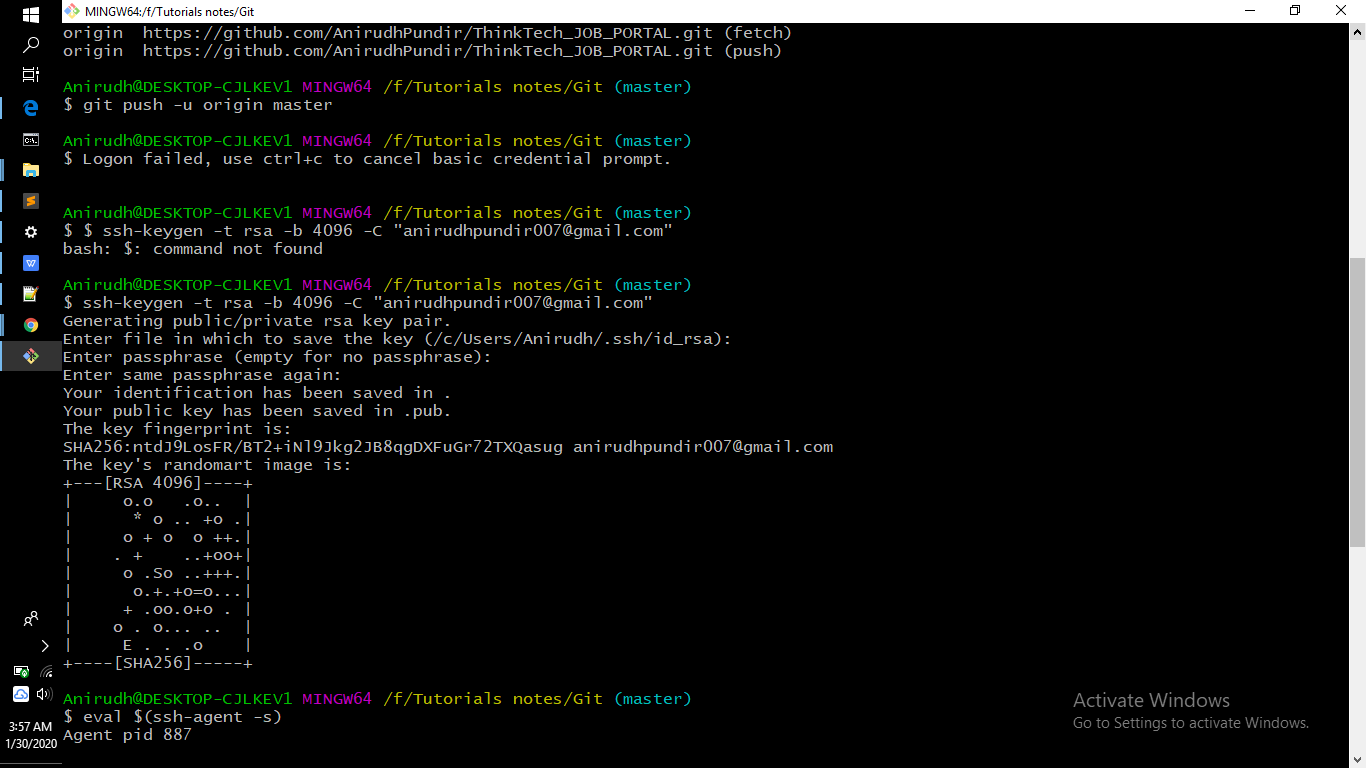 MINGW64:/f/Tutorials notes/Git
origin  https://github.com/AnirudhPundir/ThinkTech_JOB_PORTAL.git (fetch)
origin  https://github.com/AnirudhPundir/ThinkTech_JOB_PORTAL.git (push)
Anirudh@DESKTOP-CJLKEV1 MINGW64 /f/Tutorials notes/Git (master)
$ git push -u origin master
Anirudh@DESKTOP-CJLKEV1 MINGW64 /f/Tutorials notes/Git (master)
$ Logon failed, use ctrl+c to cancel basic credential prompt.
Anirudh@DESKTOP-CJLKEV1 MINGW64 /f/Tutorials notes/Git (master)
$ $ ssh-keygen -t rsa -b 4096 -C "anirudhpundir007@gmail.com"
bash: $: command not found
Anirudh@DESKTOP-CJLKEV1 MINGW64 /f/Tutorials notes/Git (master)
$ ssh-keygen -t rsa -b 4096 -C "anirudhpundir007@gmail.com"
Generating public/private rsa key pair.
Enter file in which to save the key (/c/Users/Anirudh/.ssh/id_rsa):
Enter passphrase (empty for no passphrase):
Enter same passphrase again:
Your identification has been saved in .
Your public key has been saved in .pub.
The key fingerprint is:
SHA256:ntdJ9LosFR/BT2+iNl9Jkg2JB8qgDXFuGr72TXQasug anirudhpundir007@gmail.com
The key's randomart image is:
+---[RSA 4096]----+
|     o.o   .o..  |
|      * o .. +o .|
|     o + o  o ++.|
|    . +    ..+oo+|
|     o .So ..+++.|
|      o.+.+o=o...|
|     + .oo.o+o . |
|    o . o... ..  |
|     E . . .o    |
+----[SHA256]-----+
Anirudh@DESKTOP-CJLKEV1 MINGW64 /f/Tutorials notes/Git (master)
$ eval $(ssh-agent -s)
Agent pid 887
Activate Windows
Go to Settings to activate Windows.
3:57 AM
1/30/2020